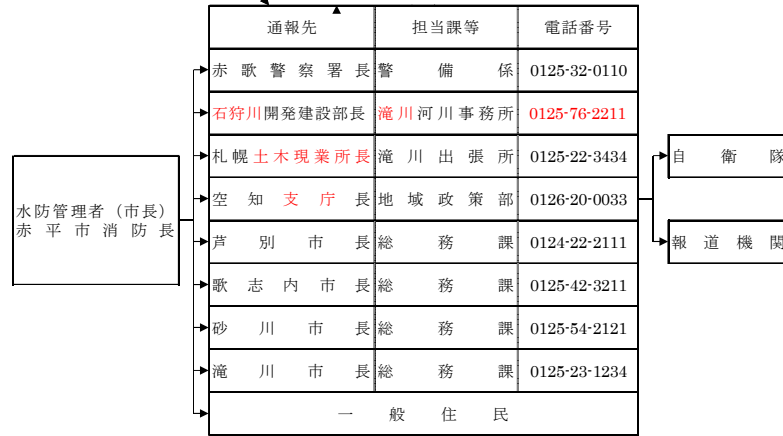 通報先 担当課等 電話番号
赤歌警察署長 警備係 0125-32-0110
石狩川開発建設部長 滝川河川事務所 0125-76-2211
札幌土木現業所長 滝川出張所 0125-22-3434
自衛隊
水防管理者（市長）
赤平市消防長
空知支庁長 地域政策部 0126-20-0033
芦別市長 総務課 0124-22-2111
報道機関
歌志内市長 総務課 0125-42-3211
砂川市長 総務課 0125-54-2121
滝川市長 総務課 0125-23-1234
一般住民